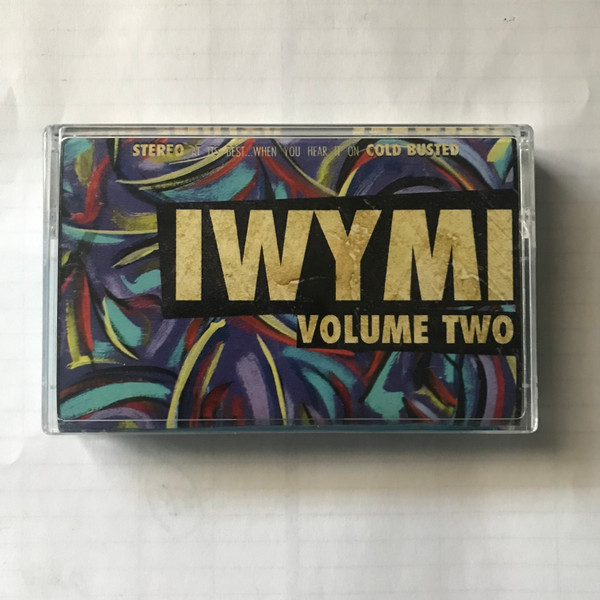 STEREO AT ITS BEST...WHEN YOU HEAR IT ON COLD BUSTED
IWYMI
VOLUME TWO